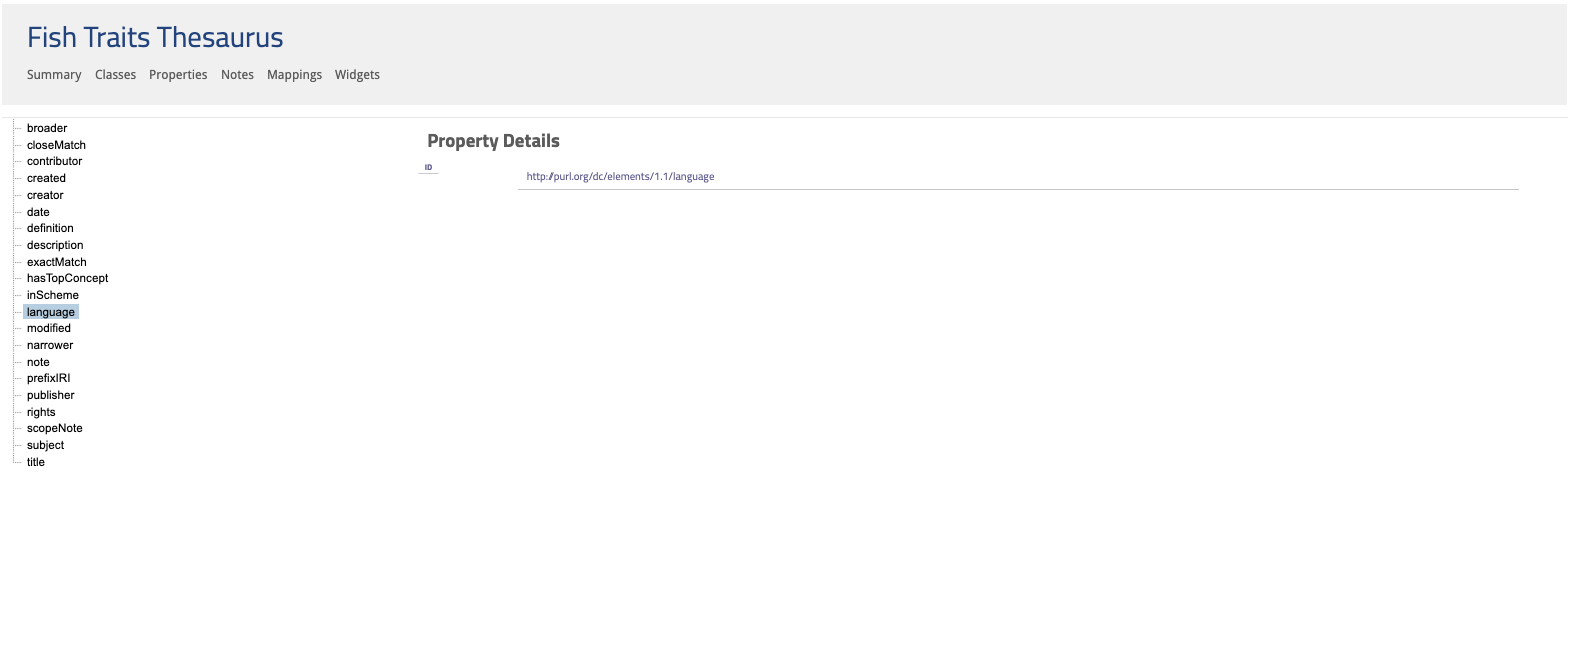 Fish Traits Thesaurus
Summary Classes Properties Notes Mappings Widgets
broader
closeMatch
contributor
created
creator
date
definition
description
exactMatch
hasTopConcept
inScheme
language
modified
narrower
note
prefixIRI
publisher
rights
scopeNote
subject
title
Property Details
ID
http://purl.org/dc/elements/1.1/language